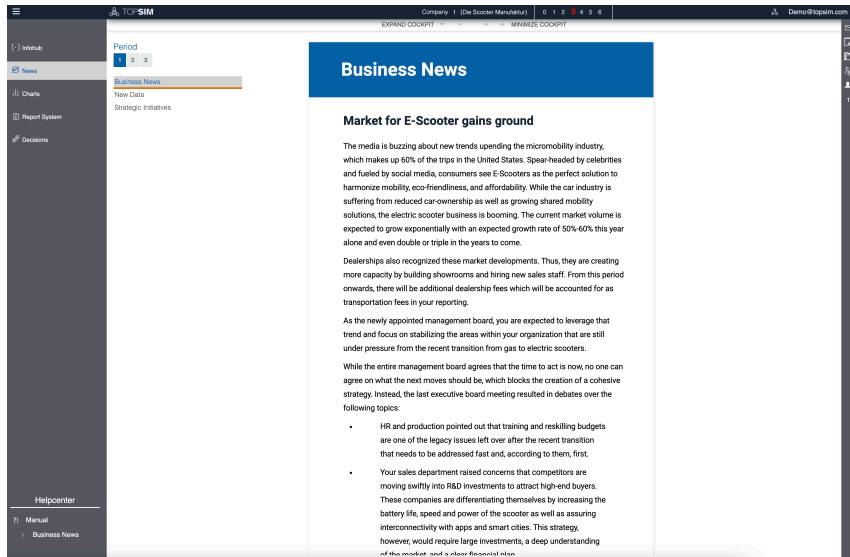 TOPSIM
Company 1 (Die Scooter Manufaktur)
0 1 2 3 4 5 6
Demo@topsim.com
EXPAND COCKPIT
MINIMIZE COCKPIT
Infohub
News
Charts
Report System
Decisions
Period
1 2 3
Business News
New Data
Strategic Initiatives
Business News
Market for E-Scooter gains ground
The media is buzzing about new trends upending the micromobility industry,
which makes up 60% of the trips in the United States. Spear-headed by celebrities
and fueled by social media, consumers see E-Scooters as the perfect solution to
harmonize mobility, eco-friendliness, and affordability. While the car industry is
suffering from reduced car-ownership as well as growing shared mobility
solutions, the electric scooter business is booming. The current market volume is
expected to grow exponentially with an expected growth rate of 50%-60% this year
alone and even double or triple in the years to come.
Dealerships also recognized these market developments. Thus, they are creating
more capacity by building showrooms and hiring new sales staff. From this period
onwards, there will be additional dealership fees which will be accounted for as
transportation fees in your reporting.
As the newly appointed management board, you are expected to leverage that
trend and focus on stabilizing the areas within your organization that are still
under pressure from the recent transition from gas to electric scooters.
While the entire management board agrees that the time to act is now, no one can
agree on what the next moves should be, which blocks the creation of a cohesive
strategy. Instead, the last executive board meeting resulted in debates over the
following topics:
• HR and production pointed out that training and reskilling budgets
are one of the legacy issues left over after the recent transition
that needs to be addressed fast and, according to them, first.
• Your sales department raised concerns that competitors are
moving swiftly into R&D investments to attract high-end buyers.
These companies are differentiating themselves by increasing the
battery life, speed and power of the scooter as well as assuring
interconnectivity with apps and smart cities. This strategy,
however, would require large investments, a deep understanding
of the market, and a clear financial plan.
Helpcenter
?| Manual
> Business News